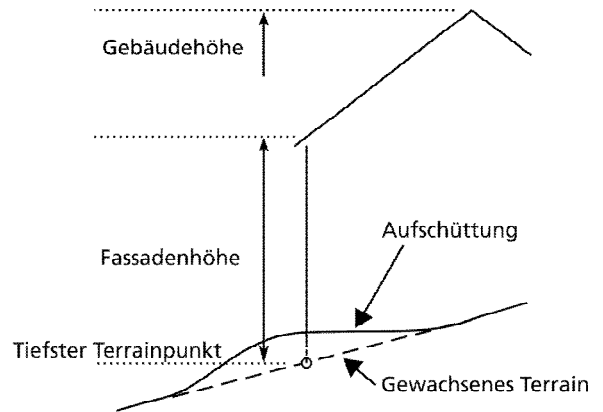 Gebäudehöhe
Aufschüttung
Fassadenhöhe
Tiefster Terrainpunkt
Gewachsenes Terrain